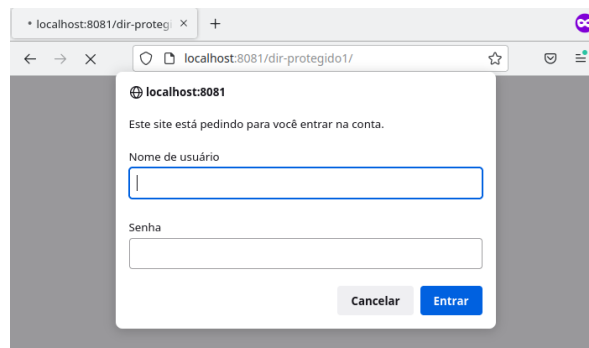 * localhost:8081/dir-protegi
localhost:8081/dir-protegido1/
localhost:8081
Este site está pedindo para você entrar na conta.
Nome de usuário
Senha
Cancelar
Entrar